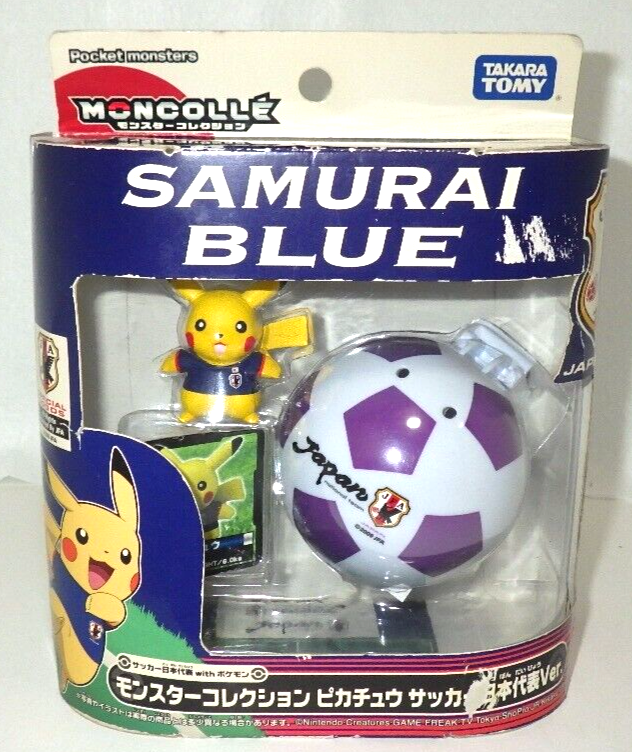 Pocket monsters
TAKARA
TOMY
MONCOLLÉ
モンスターコレクション
SAMURAI
BLUE
Japan
JFA
サッカー日本代表 with ポケモン
モンスターコレクション ピカチュウ サッカー日本代表Ver.
©Nintendo・Creatures・GAME FREAK・TV Tokyo・ShoPro・JR Kikaku